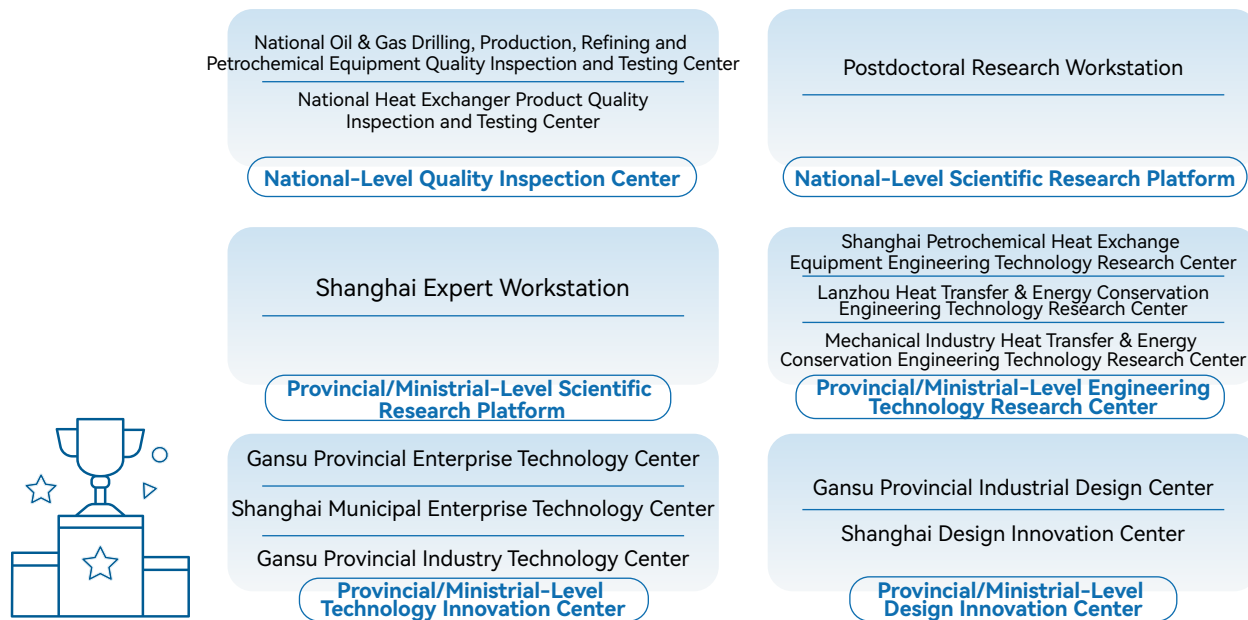 National Oil & Gas Drilling, Production, Refining and
Petrochemical Equipment Quality Inspection and Testing Center
National Heat Exchanger Product Quality
Inspection and Testing Center
National-Level Quality Inspection Center
Postdoctoral Research Workstation
National-Level Scientific Research Platform
Shanghai Expert Workstation
Provincial/Ministrial-Level Scientific
Research Platform
Shanghai Petrochemical Heat Exchange
Equipment Engineering Technology Research Center
Lanzhou Heat Transfer & Energy Conservation
Engineering Technology Research Center
Mechanical Industry Heat Transfer & Energy
Conservation Engineering Technology Research Center
Provincial/Ministrial-Level Engineering
Technology Research Center
Gansu Provincial Enterprise Technology Center
Shanghai Municipal Enterprise Technology Center
Gansu Provincial Industry Technology Center
Provincial/Ministrial-Level
Technology Innovation Center
Gansu Provincial Industrial Design Center
Shanghai Design Innovation Center
Provincial/Ministrial-Level
Design Innovation Center